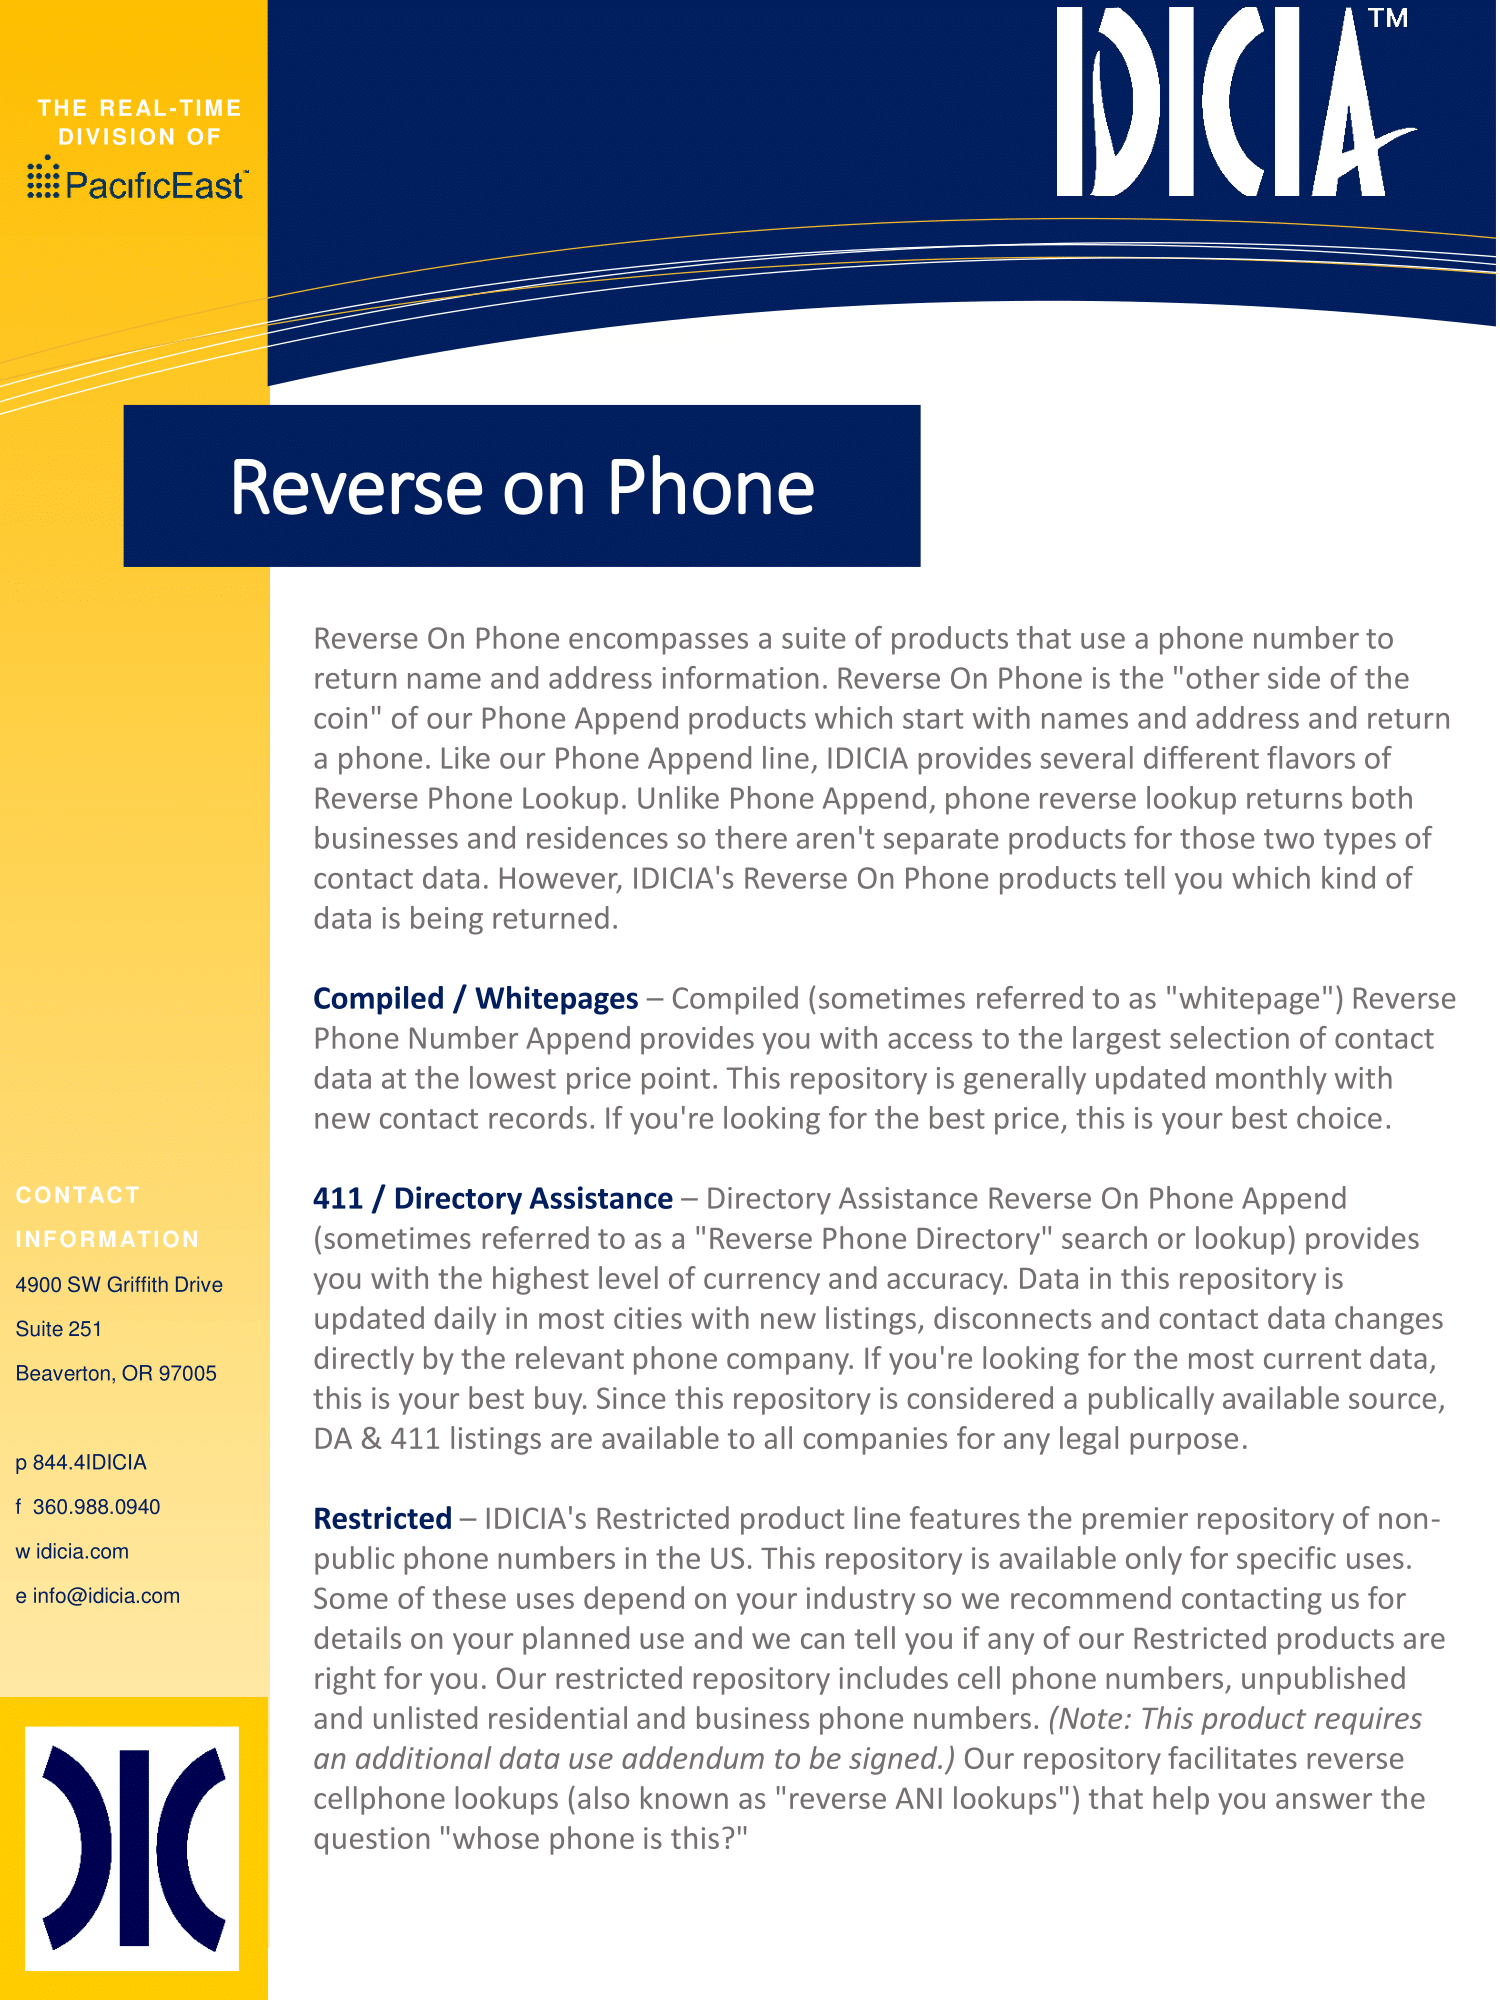 IDICIA™
THE REAL-TIME
DIVISION OF
PacificEast™
Reverse on Phone
Reverse On Phone encompasses a suite of products that use a phone number to
return name and address information. Reverse On Phone is the "other side of the
coin" of our Phone Append products which start with names and address and return
a phone. Like our Phone Append line, IDICIA provides several different flavors of
Reverse Phone Lookup. Unlike Phone Append, phone reverse lookup returns both
businesses and residences so there aren't separate products for those two types of
contact data. However, IDICIA's Reverse On Phone products tell you which kind of
data is being returned.
Compiled / Whitepages – Compiled (sometimes referred to as "whitepage") Reverse
Phone Number Append provides you with access to the largest selection of contact
data at the lowest price point. This repository is generally updated monthly with
new contact records. If you're looking for the best price, this is your best choice.
411 / Directory Assistance – Directory Assistance Reverse On Phone Append
(sometimes referred to as a "Reverse Phone Directory" search or lookup) provides
you with the highest level of currency and accuracy. Data in this repository is
updated daily in most cities with new listings, disconnects and contact data changes
directly by the relevant phone company. If you're looking for the most current data,
this is your best buy. Since this repository is considered a publically available source,
DA & 411 listings are available to all companies for any legal purpose.
Restricted – IDICIA's Restricted product line features the premier repository of non-
public phone numbers in the US. This repository is available only for specific uses.
Some of these uses depend on your industry so we recommend contacting us for
details on your planned use and we can tell you if any of our Restricted products are
right for you. Our restricted repository includes cell phone numbers, unpublished
and unlisted residential and business phone numbers. (Note: This product requires
an additional data use addendum to be signed.) Our repository facilitates reverse
cellphone lookups (also known as "reverse ANI lookups") that help you answer the
question "whose phone is this?"
CONTACT
INFORMATION
4900 SW Griffith Drive
Suite 251
Beaverton, OR 97005
p 844.4IDICIA
f 360.988.0940
w idicia.com
e info@idicia.com